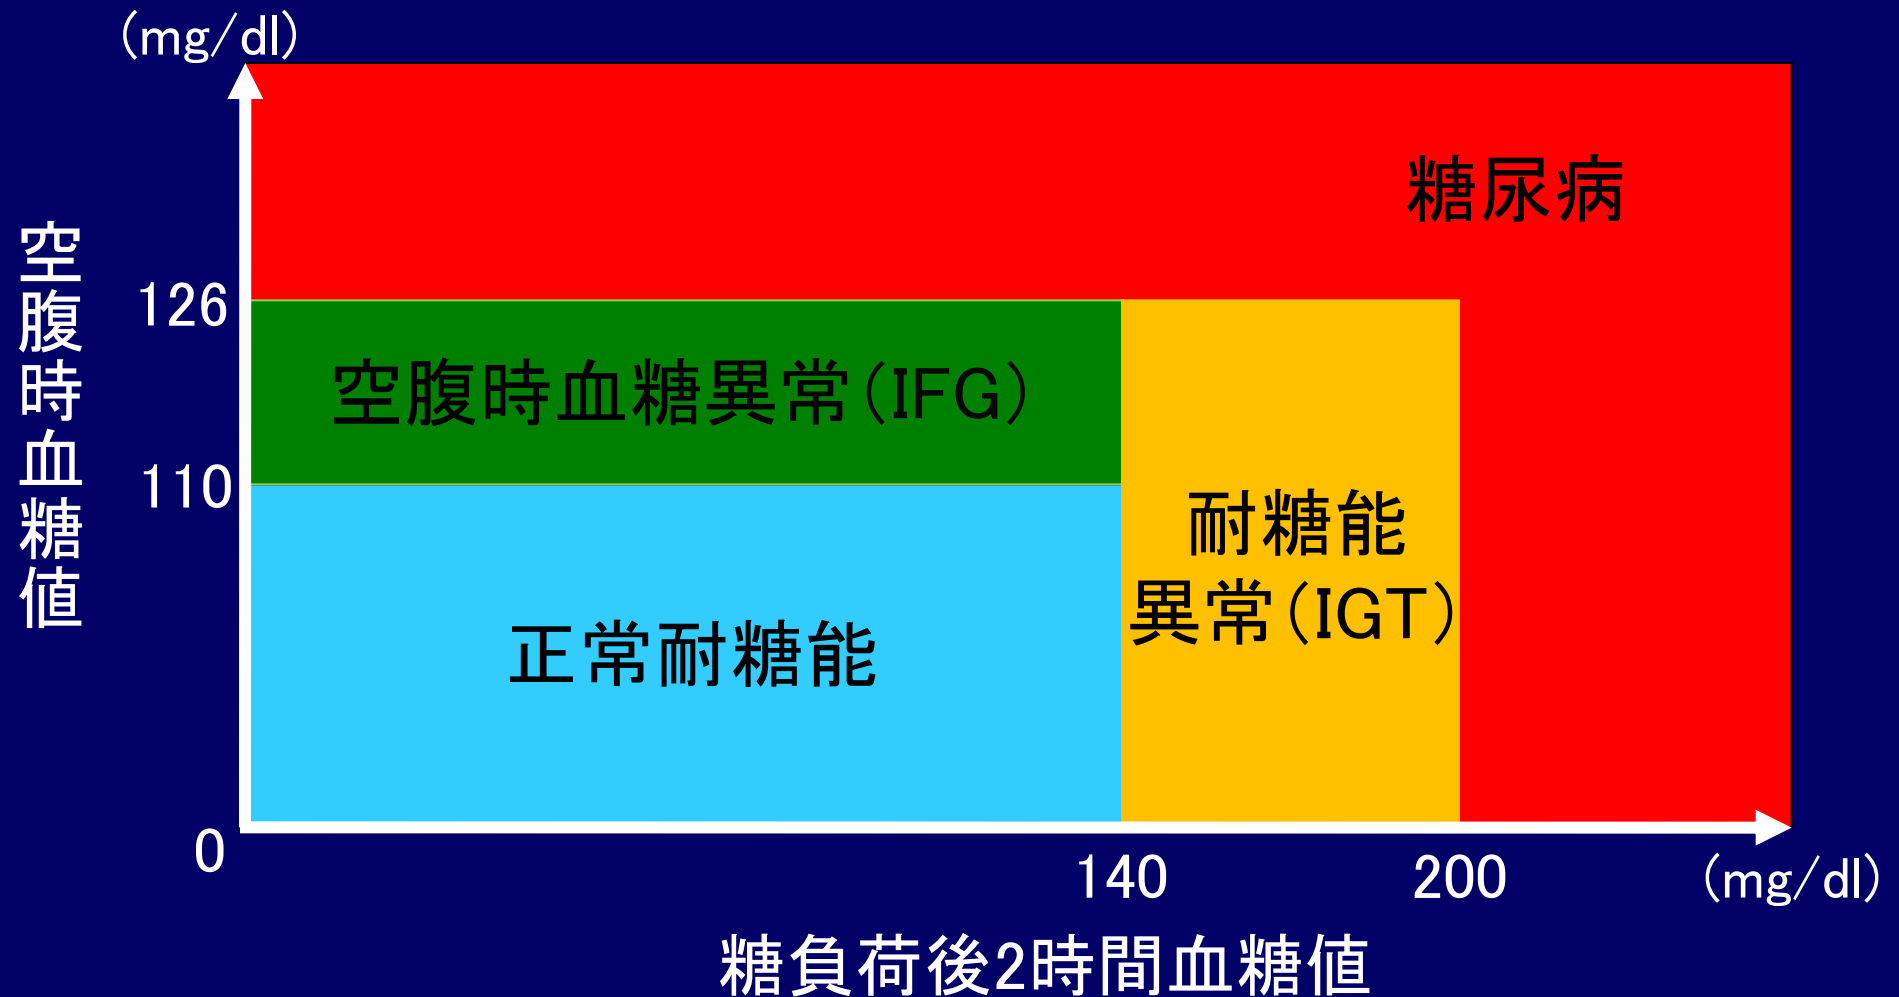 (mg/dl)
空腹時血糖値
糖尿病
126
空腹時血糖異常(IFG)
110
耐糖能
異常(IGT)
正常耐糖能
0
140
200
(mg/dl)
糖負荷後2時間血糖値